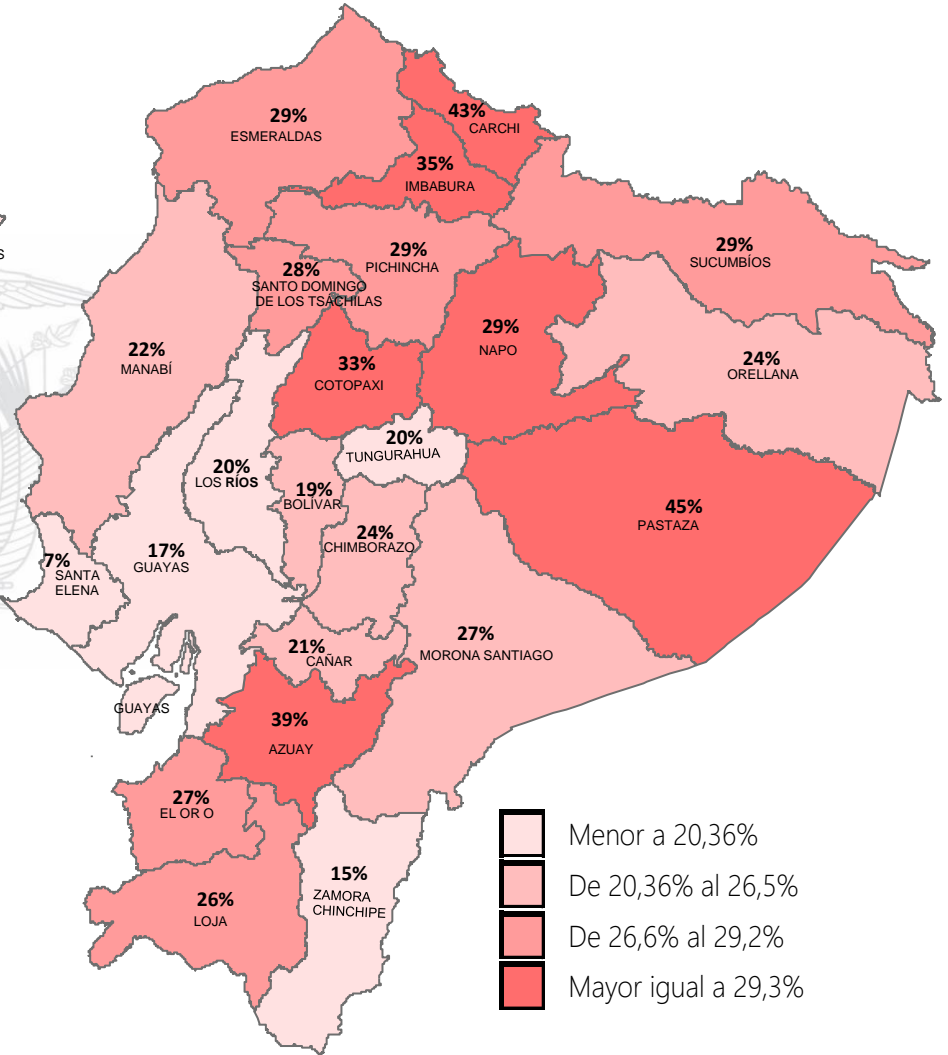 29%
ESMERALDAS
43%
CARCHI
35%
IMBABURA
S
29%
PICHINCHA
29%
SUCUMBÍOS
28%
SANTO DOMINGO
DE LOS TSÁCHILAS
22%
MANABÍ
33%
COTOPAXI
29%
NAPO
24%
ORELLANA
20%
TUNGURAHUA
20%
LOS RÍOS
19%
BOLÍVAR
45%
PASTAZA
24%
CHIMBORAZO
17%
GUAYAS
7%
SANTA
ELENA
27%
MORONA SANTIAGO
21%
CAÑAR
GUAYAS
39%
AZUAY
27%
EL OR O
26%
LOJA
15%
ZAMORA
CHINCHIPE
Menor a 20,36%
De 20,36% al 26,5%
De 26,6% al 29,2%
Mayor igual a 29,3%